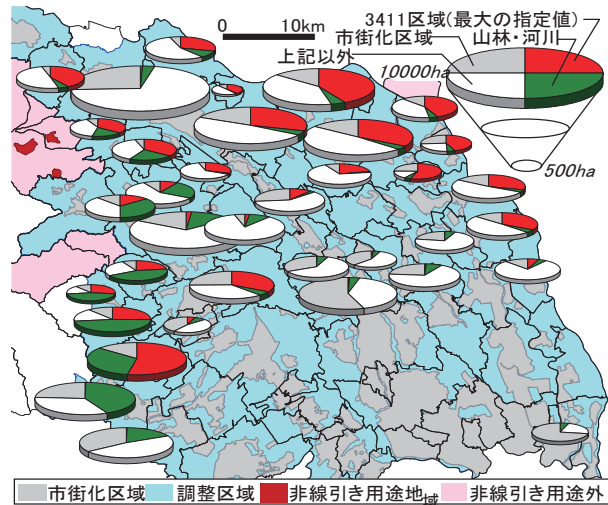 0 10km
3411区域(最大の指定値)
市街化区域 山林・河川
上記以外
10000ha
500ha
市街化区域 調整区域 非線引き用途地域 非線引き用途外